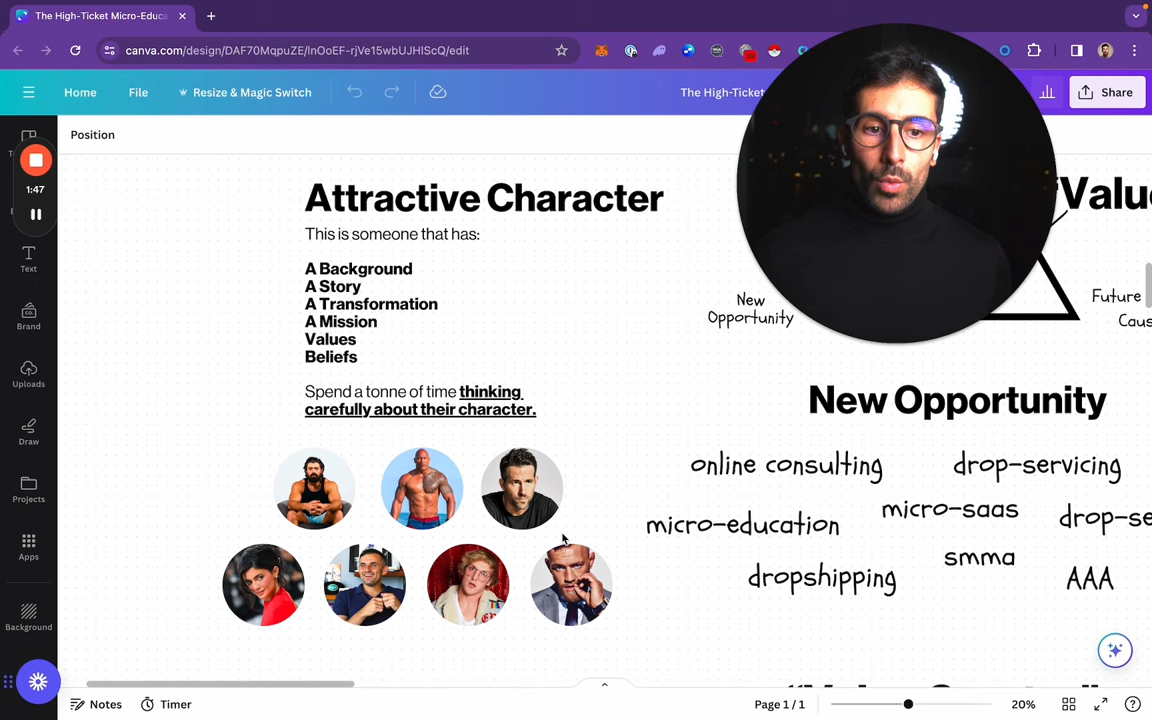 The High-Ticket Micro-Educa
canva.com/design/DAF70MqpuZE/lnOoEF-rjVe15wbUJHIScQ/edit
Home
File
Resize & Magic Switch
The High-Ticket
Share
Position
1:47
Text
Brand
Uploads
Draw
Projects
Apps
Background
Attractive Character
This is someone that has:
A Background
A Story
A Transformation
A Mission
Values
Beliefs
Spend a tonne of time thinking
carefully about their character.
"Valu
New
Opportunity
Future
Caus
New Opportunity
online consulting
drop-servicing
micro-education
micro-saas
drop-se
dropshipping
smma
AAA
Notes
Timer
Page 1 / 1
20%